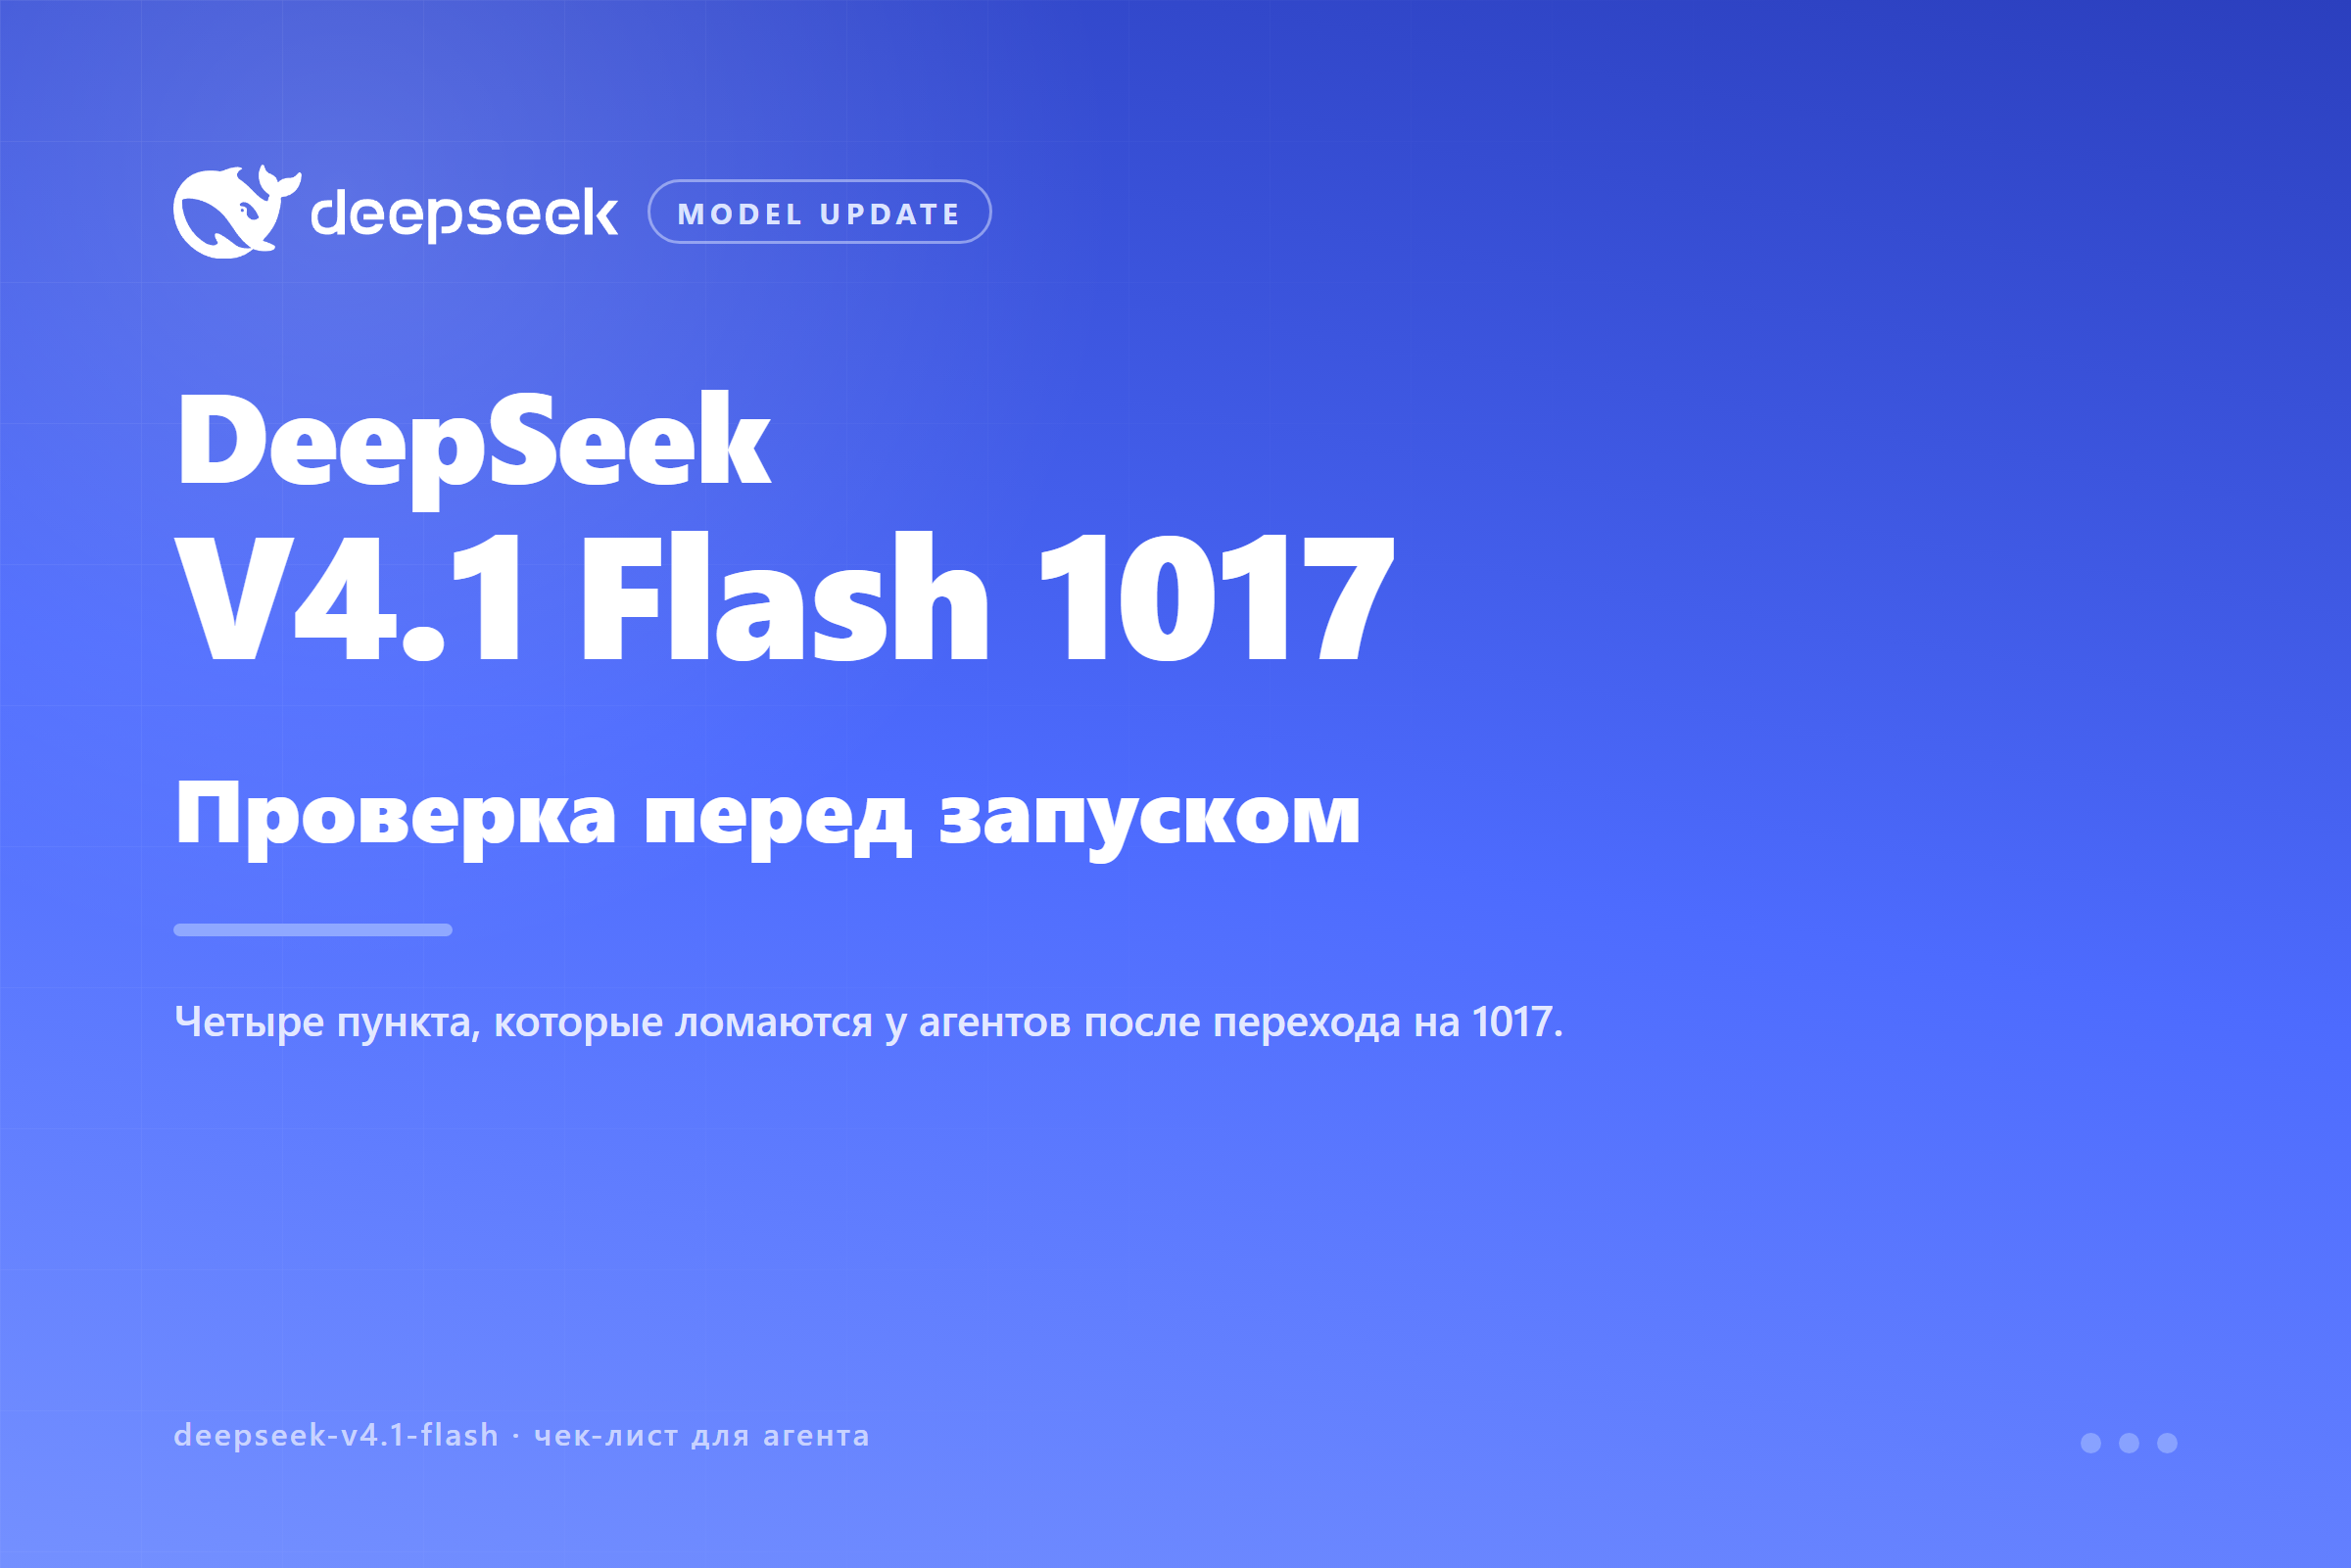 deepseek MODEL UPDATE
DeepSeek
V4.1 Flash 1017
Проверка перед запуском
Четыре пункта, которые ломаются у агентов после перехода на 1017.
deepseek-v4.1-flash · чек-лист для агента